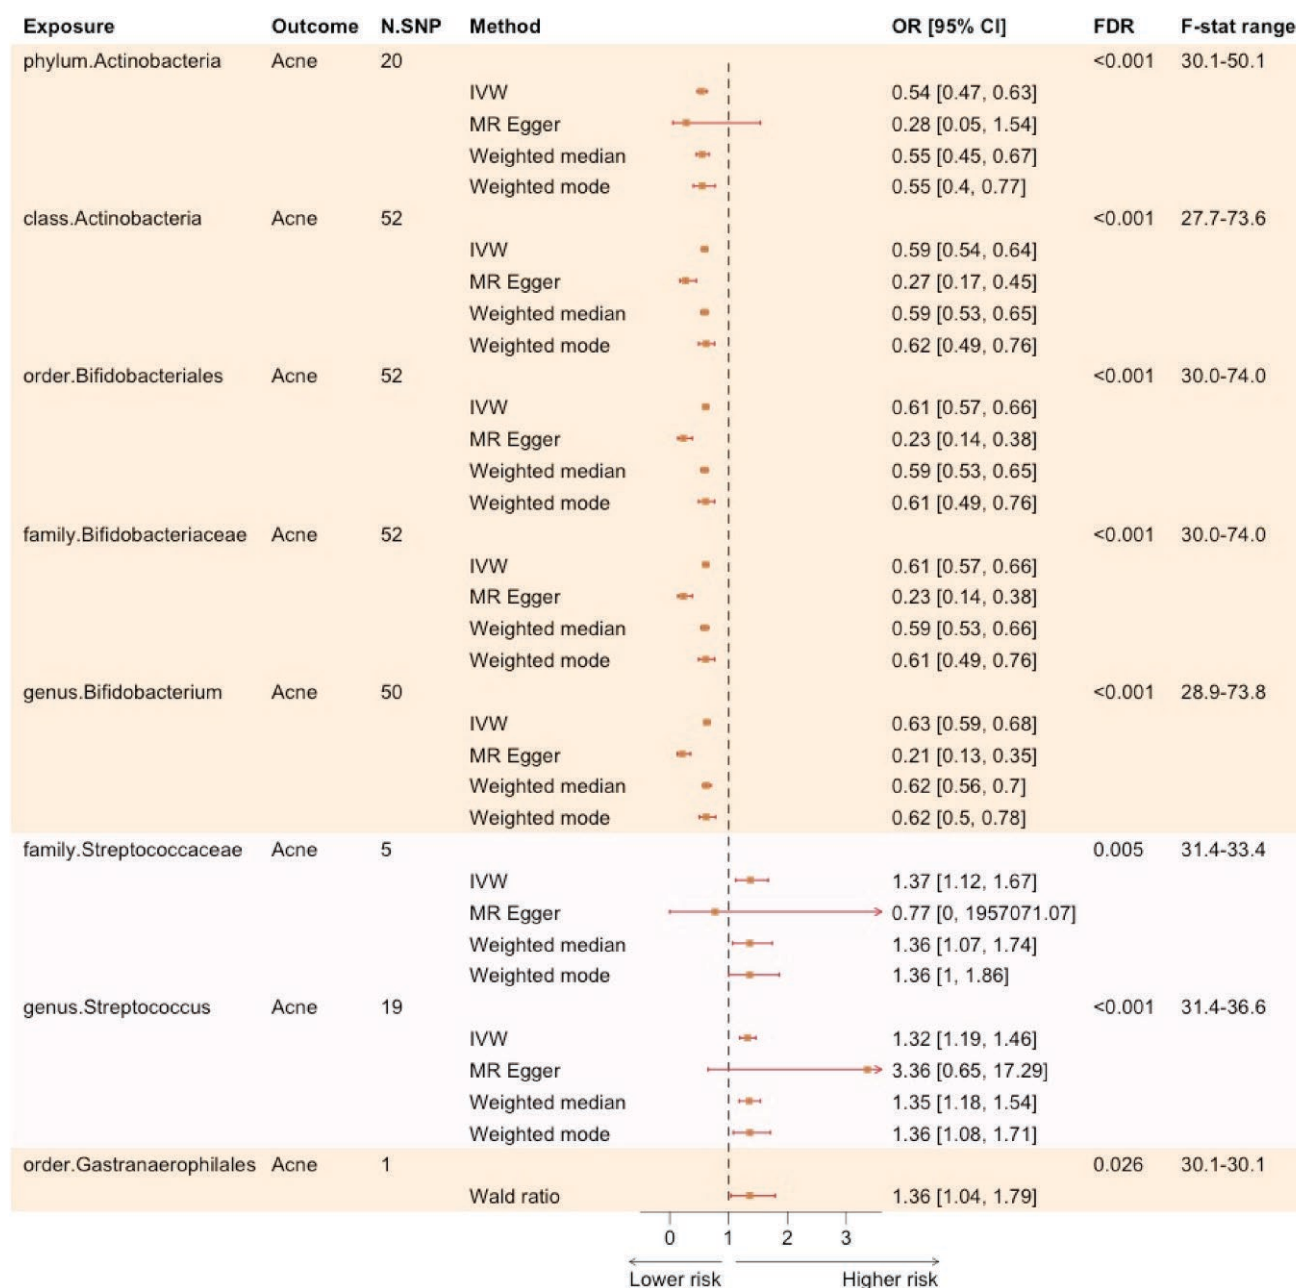 Exposure Outcome N.SNP Method OR [95% CI] FDR F-stat range
phylum.Actinobacteria Acne 20 <0.001 30.1-50.1
IVW 0.54 [0.47, 0.63]
MR Egger 0.28 [0.05, 1.54]
Weighted median 0.55 [0.45, 0.67]
Weighted mode 0.55 [0.4, 0.77]
class.Actinobacteria Acne 52 <0.001 27.7-73.6
IVW 0.59 [0.54, 0.64]
MR Egger 0.27 [0.17, 0.45]
Weighted median 0.59 [0.53, 0.65]
Weighted mode 0.62 [0.49, 0.76]
order.Bifidobacteriales Acne 52 <0.001 30.0-74.0
IVW 0.61 [0.57, 0.66]
MR Egger 0.23 [0.14, 0.38]
Weighted median 0.59 [0.53, 0.65]
Weighted mode 0.61 [0.49, 0.76]
family.Bifidobacteriaceae Acne 52 <0.001 30.0-74.0
IVW 0.61 [0.57, 0.66]
MR Egger 0.23 [0.14, 0.38]
Weighted median 0.59 [0.53, 0.66]
Weighted mode 0.61 [0.49, 0.76]
genus.Bifidobacterium Acne 50 <0.001 28.9-73.8
IVW 0.63 [0.59, 0.68]
MR Egger 0.21 [0.13, 0.35]
Weighted median 0.62 [0.56, 0.7]
Weighted mode 0.62 [0.5, 0.78]
family.Streptococcaceae Acne 5 0.005 31.4-33.4
IVW 1.37 [1.12, 1.67]
MR Egger 0.77 [0, 1957071.07]
Weighted median 1.36 [1.07, 1.74]
Weighted mode 1.36 [1, 1.86]
genus.Streptococcus Acne 19 <0.001 31.4-36.6
IVW 1.32 [1.19, 1.46]
MR Egger 3.36 [0.65, 17.29]
Weighted median 1.35 [1.18, 1.54]
Weighted mode 1.36 [1.08, 1.71]
order.Gastranaerophilales Acne 1 0.026 30.1-30.1
Wald ratio 1.36 [1.04, 1.79]
0 1 2 3
Lower risk Higher risk